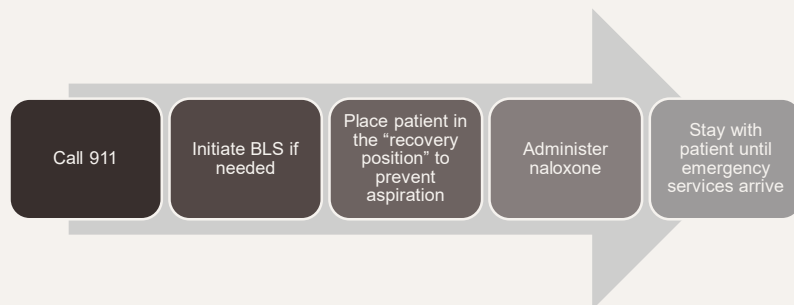 Call 911
Initiate BLS if
needed
Place patient in
the “recovery
position” to
prevent
aspiration
Administer
naloxone
Stay with
patient until
emergency
services arrive